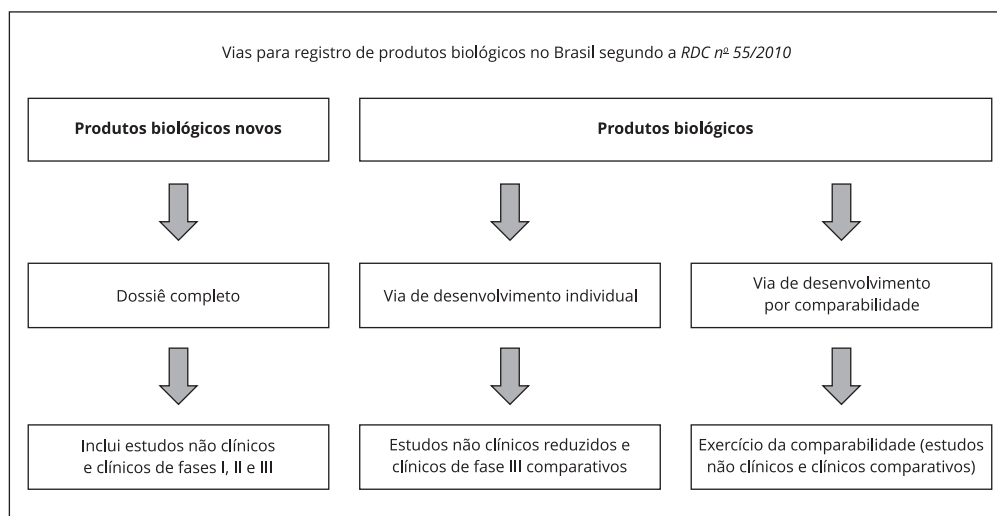 Vias para registro de produtos biológicos no Brasil segundo a RDC nº 55/2010
Produtos biológicos novos
Produtos biológicos
Dossiê completo
Via de desenvolvimento individual
Via de desenvolvimento
por comparabilidade
Inclui estudos não clínicos
e clínicos de fases I, II e III
Estudos não clínicos reduzidos e
clínicos de fase III comparativos
Exercício da comparabilidade (estudos
não clínicos e clínicos comparativos)